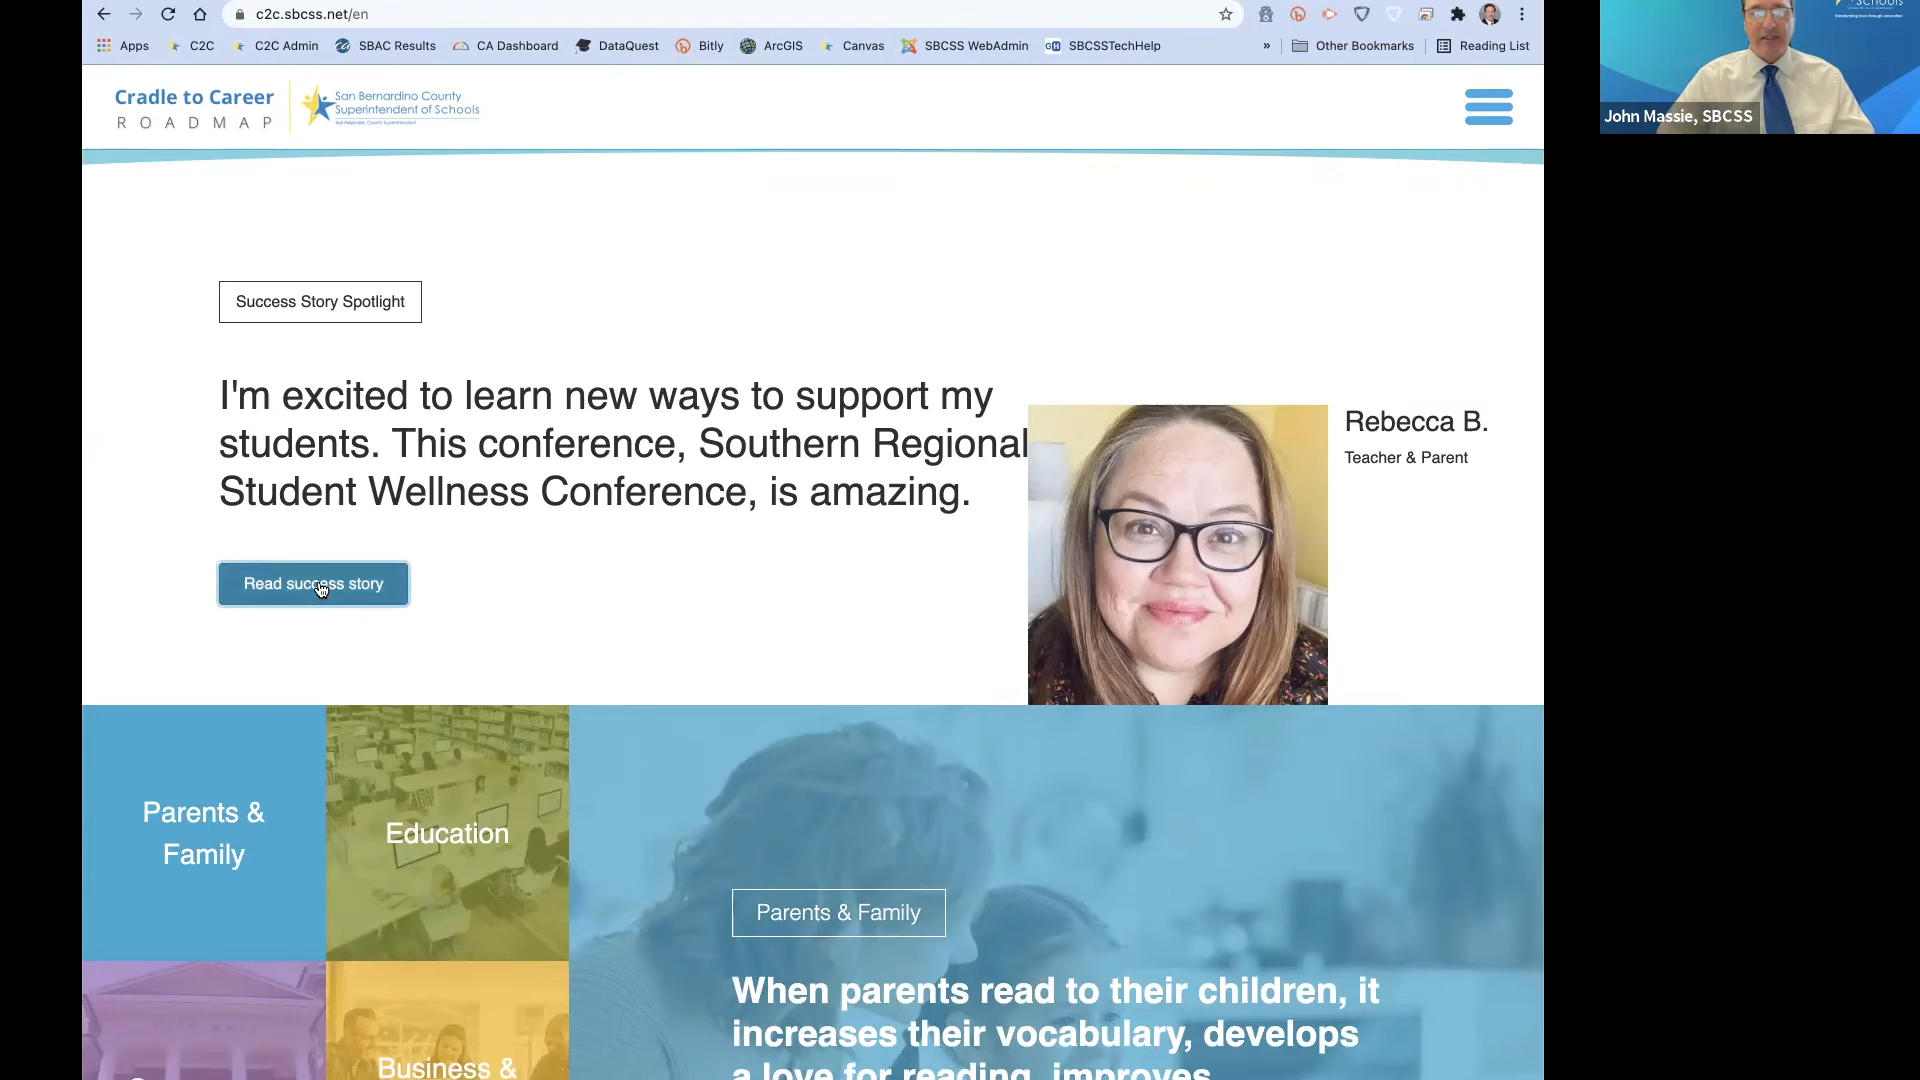 c2c.sbcss.net/en
Apps C2C C2C Admin SBAC Results CA Dashboard DataQuest Bitly ArcGIS Canvas SBCSS WebAdmin SBCSSTechHelp » Other Bookmarks Reading List
Cradle to Career
ROADMAP
San Bernardino County
Superintendent of Schools
John Massie, SBCSS
Success Story Spotlight
I'm excited to learn new ways to support my
students. This conference, Southern Regional
Student Wellness Conference, is amazing.
Rebecca B.
Teacher & Parent
Read success story
Parents &
Family
Education
Parents & Family
When parents read to their children, it
increases their vocabulary, develops
a love for reading, improves
Business &